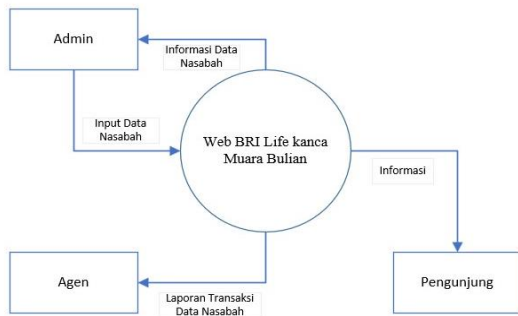 Admin
Informasi Data
Nasabah
Input Data
Nasabah
Web BRI Life kanca
Muara Bulian
Informasi
Agen
Laporan Transaksi
Data Nasabah
Pengunjung